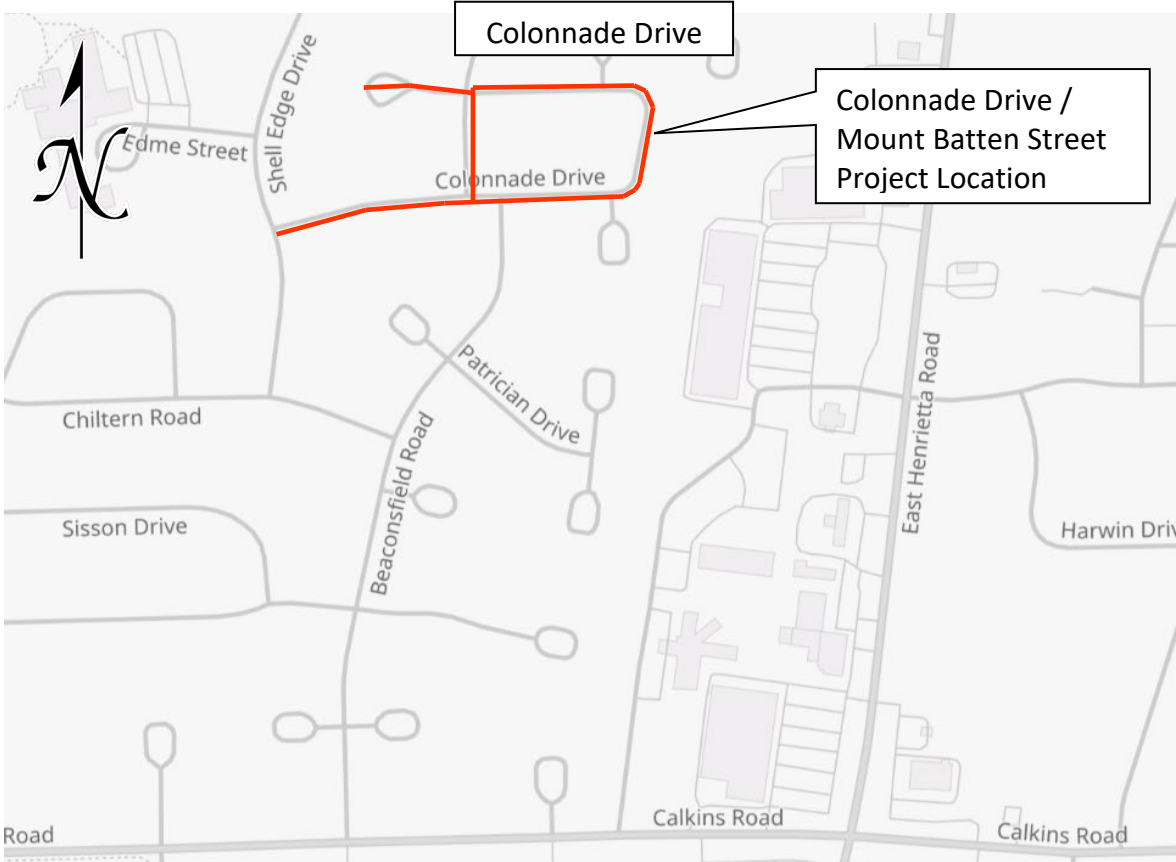 Colonnade Drive
Colonnade Drive /
Mount Batten Street
Project Location
N
Shell Edge Drive
Edme Street
Colonnade Drive
Patrician Drive
East Henrietta Road
Chiltern Road
Beaconsfield Road
Sisson Drive
Harwin Driv
Calkins Road
Road
Calkins Road